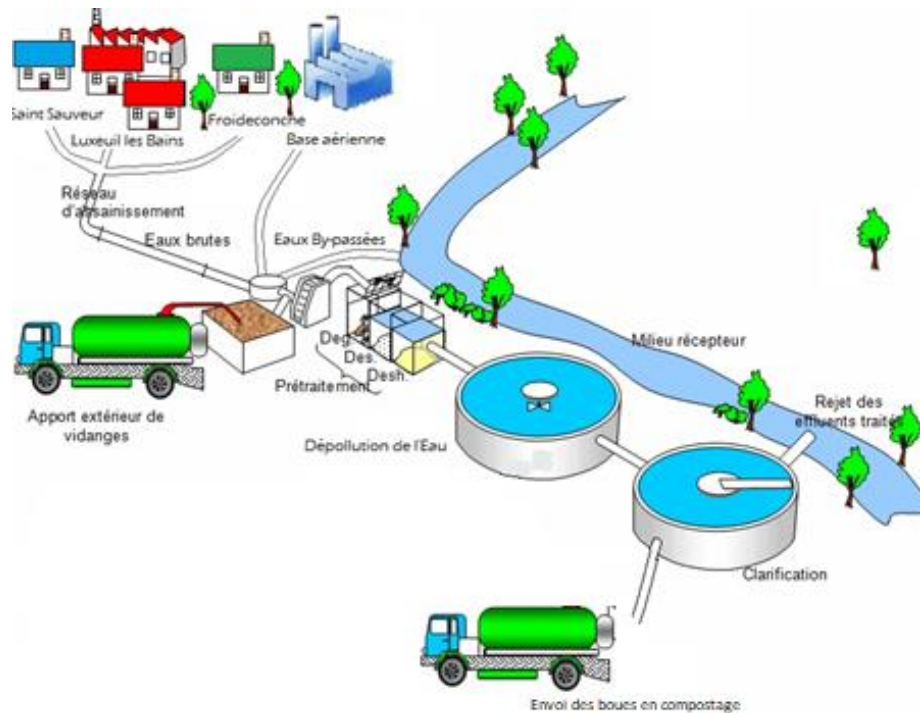 Saint Sauveur
Froideconche
Luxeuil les Bains
Base aérienne
Réseau
d'assainissement
Eaux brutes
Eaux By-passées
Deg.
Des.
Desh.
Prétraitement
Milieu récepteur
Apport extérieur de
vidanges
Rejet des
effluents traités
Dépollution de l'Eau
Clarification
Envoi des boues en compostage